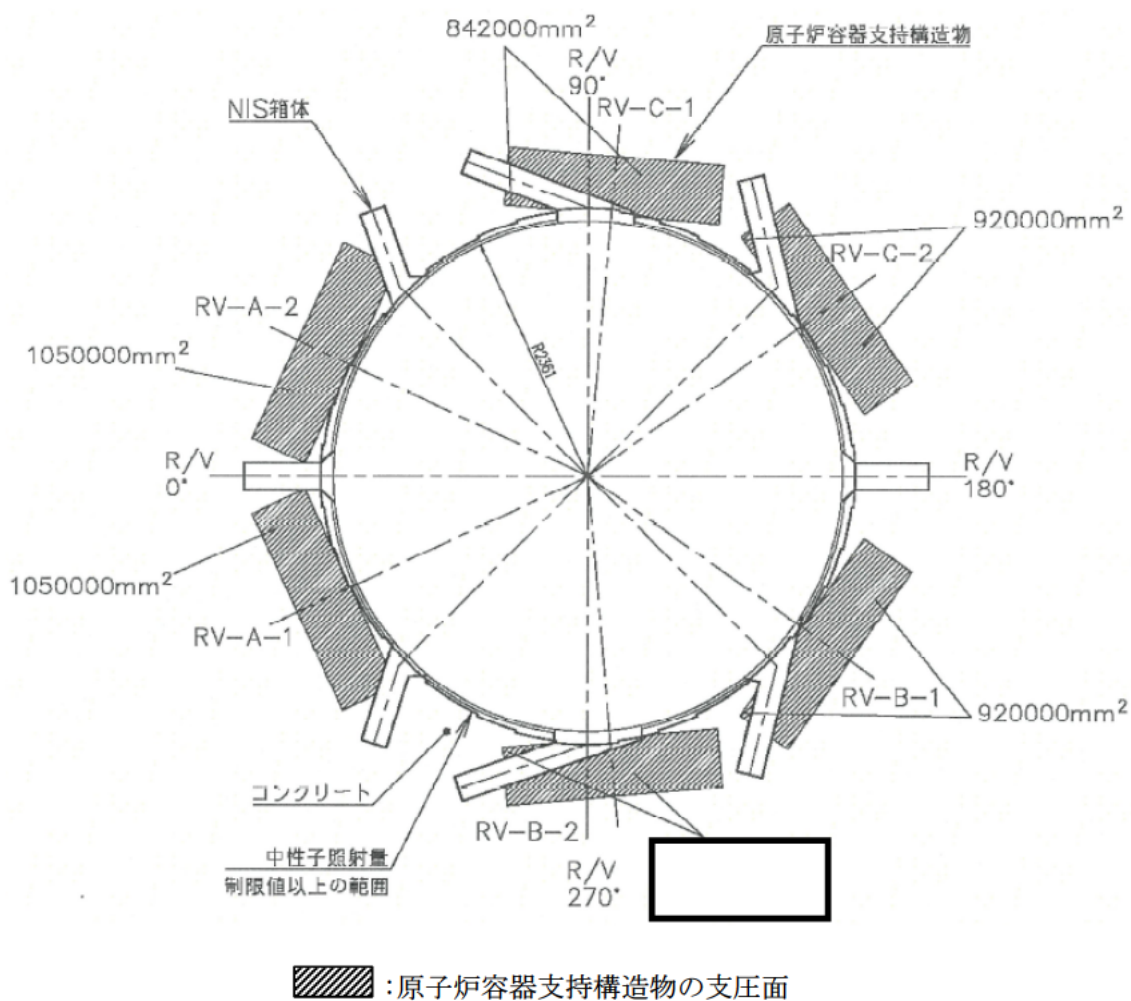 842000mm²
原子炉容器支持構造物
R/V
90°
RV-C-1
NIS箱体
920000mm²
RV-C-2
RV-A-2
1050000mm²
R2361
R/V
0°
R/V
180°
1050000mm²
RV-A-1
RV-B-1
920000mm²
コンクリート
RV-B-2
中性子照射量
制限値以上の範囲
R/V
270°
:原子炉容器支持構造物の支圧面